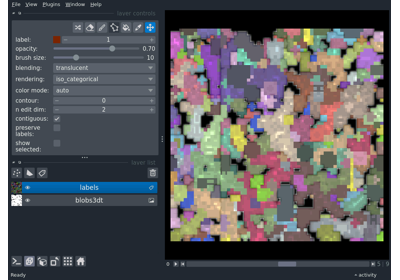 File View Plugins Window Help
layer controls
label: 1
opacity: 0.70
brush size: 10
blending: translucent
rendering: iso_categorical
color mode: auto
contour: 0
n edit dim: 2
contiguous:
preserve
labels:
show
selected:
layer list
labels
blobs3dt
Ready
activity